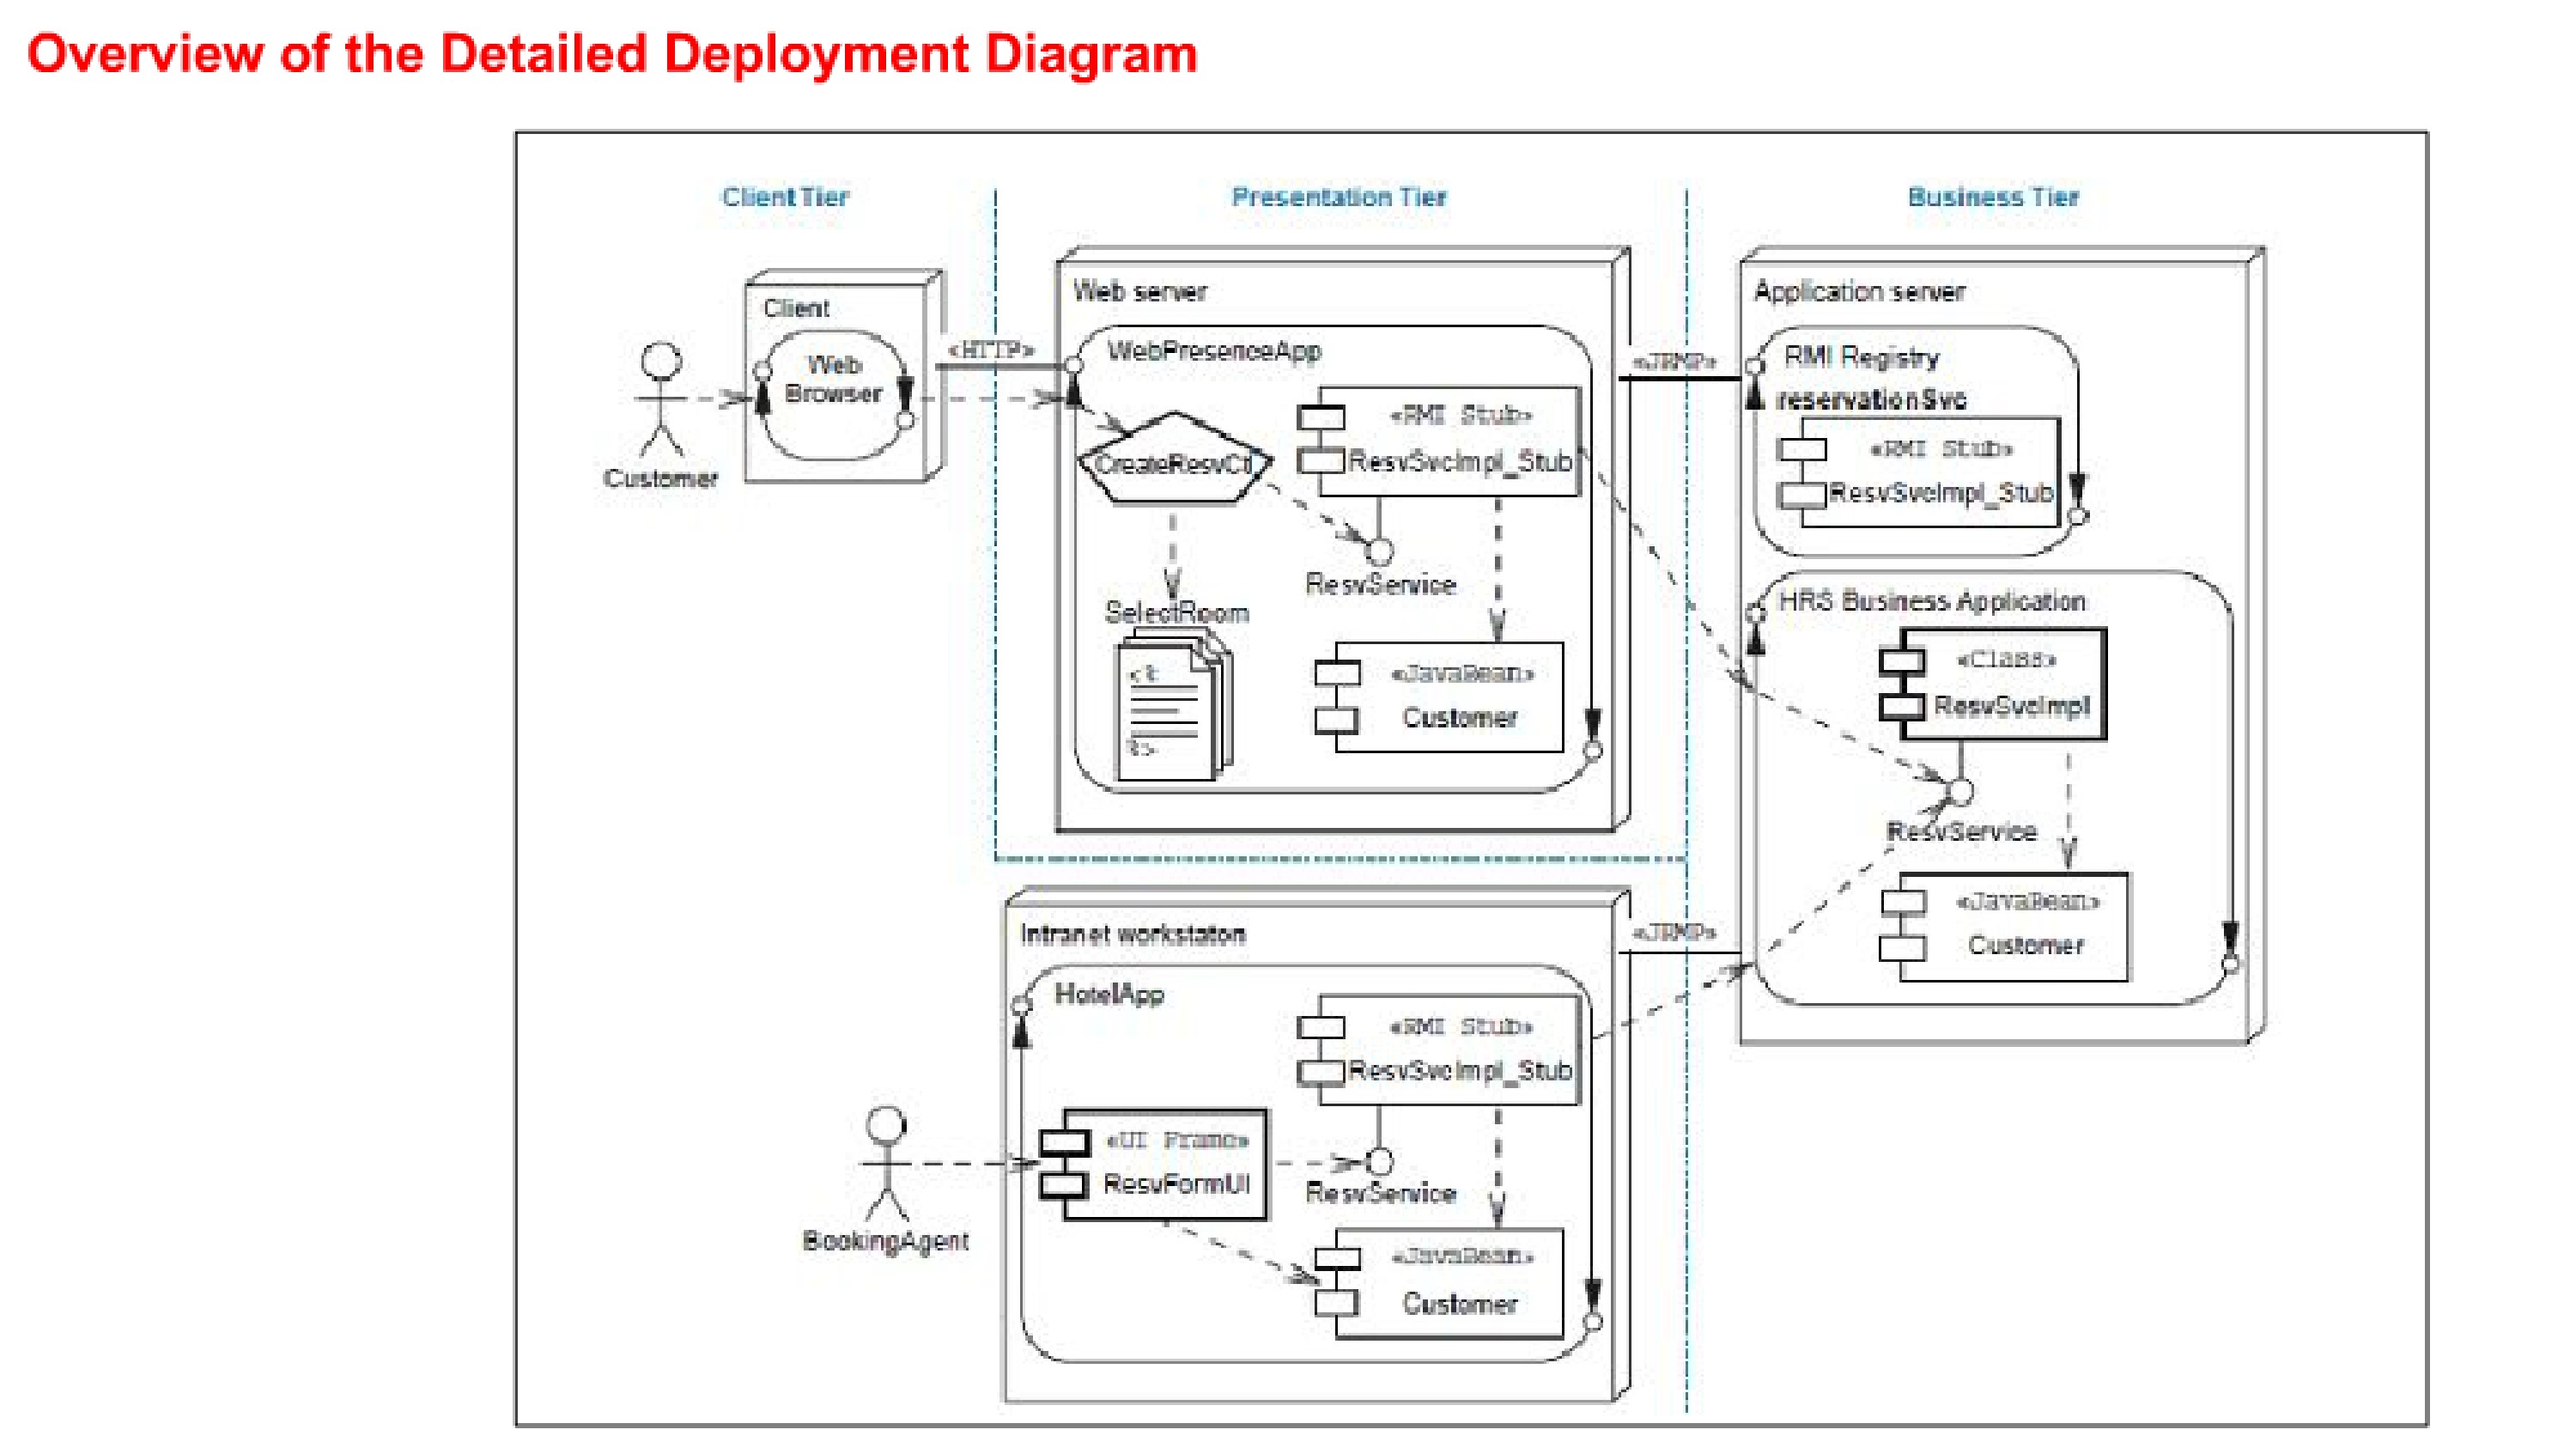 Overview of the Detailed Deployment Diagram
Client Tier
Presentation Tier
Business Tier
Client
Web
Browser
Customer
«HTTP»
Web server
WebPresenceApp
CreateResvCt
«RMI Stub»
ResvSvcImpl_Stub
ResvService
SelectRoom
<%
%>
«JavaBean»
Customer
«JRMP»
Application server
RMI Registry
reservationSvc
«RMI Stub»
ResvSvcImpl_Stub
HRS Business Application
«Class»
ResvSvcImpl
ResvService
«JavaBean»
Customer
Intranet workstaton
HotelApp
«RMI Stub»
ResvSvcImpl_Stub
«UI Frame»
ResvFormUI
ResvService
«JavaBean»
Customer
BookingAgent
«JRMP»